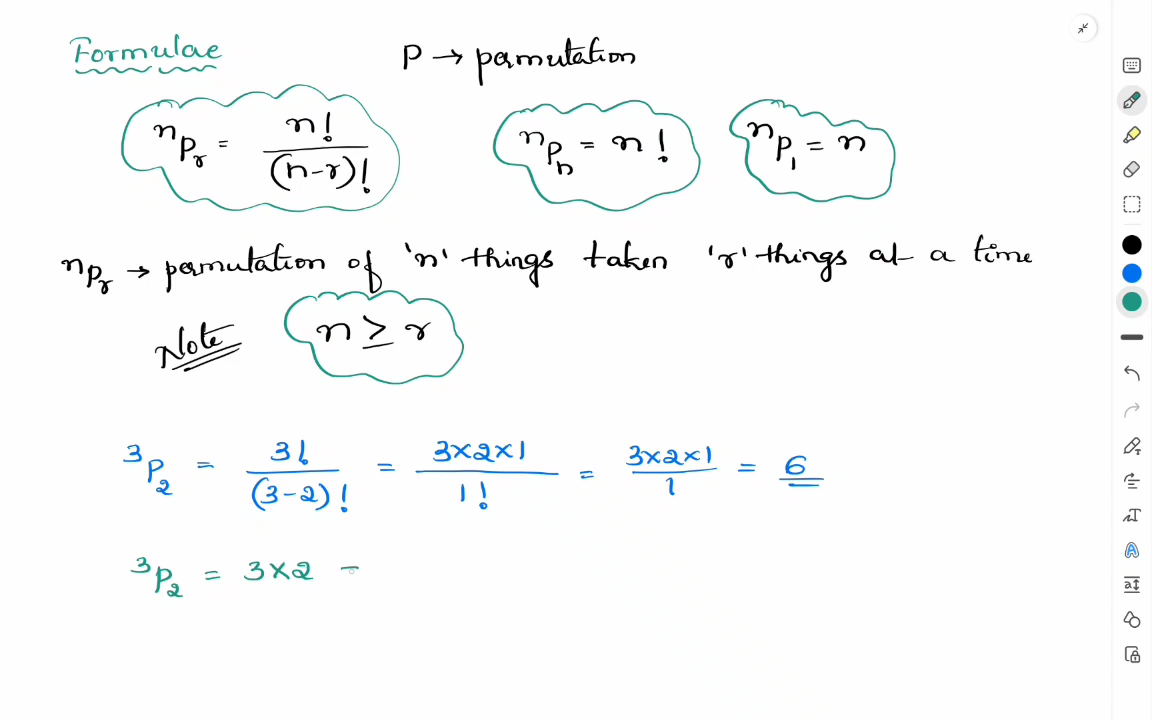 Formulae P → permutation
ⁿPᵣ = n! / (n-r)! ⁿPₙ = n! ⁿP₁ = n
ⁿPᵣ → permutation of 'n' things taken 'r' things at a time
Note n ≥ r
³P₂ = 3! / (3-2)! = 3×2×1 / 1! = 3×2×1 / 1 = 6
³P₂ = 3×2 -